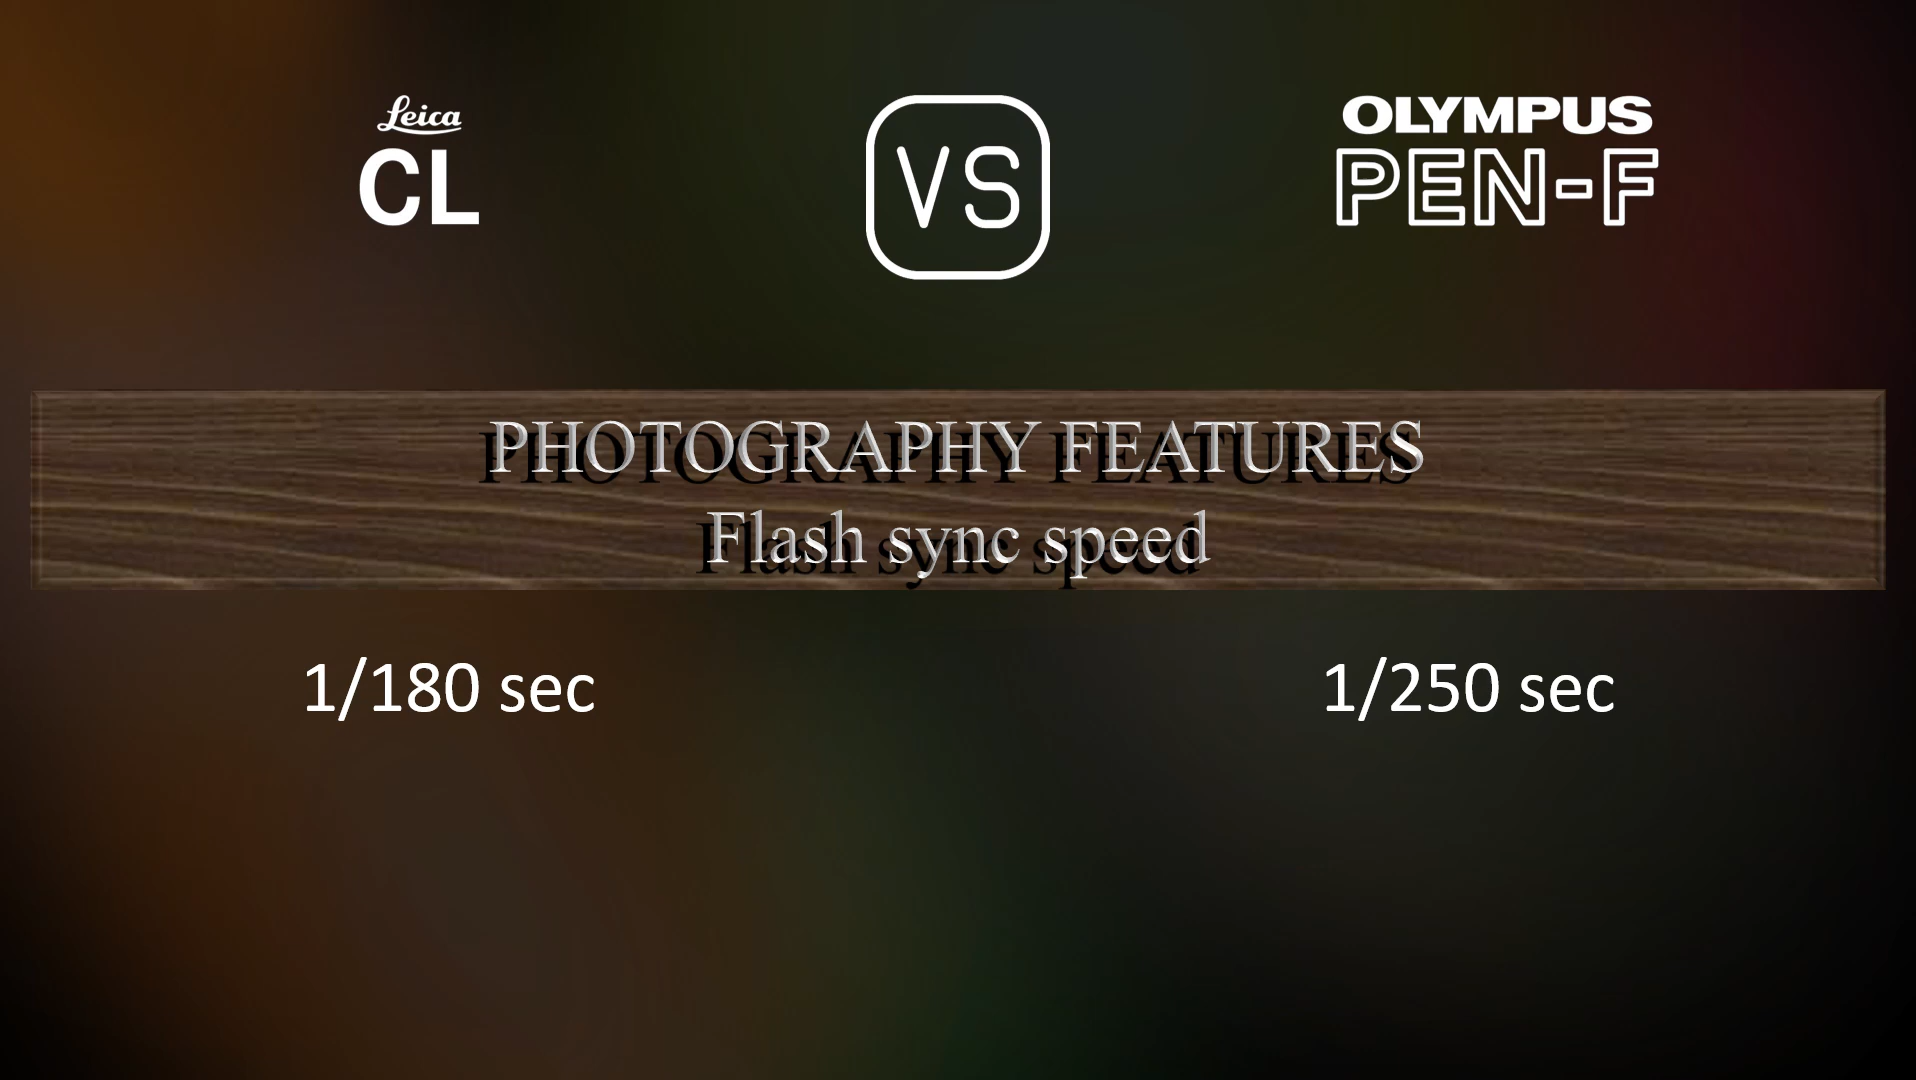 Leica
CL
VS
OLYMPUS
PEN-F
PHOTOGRAPHY FEATURES
Flash sync speed
1/180 sec
1/250 sec